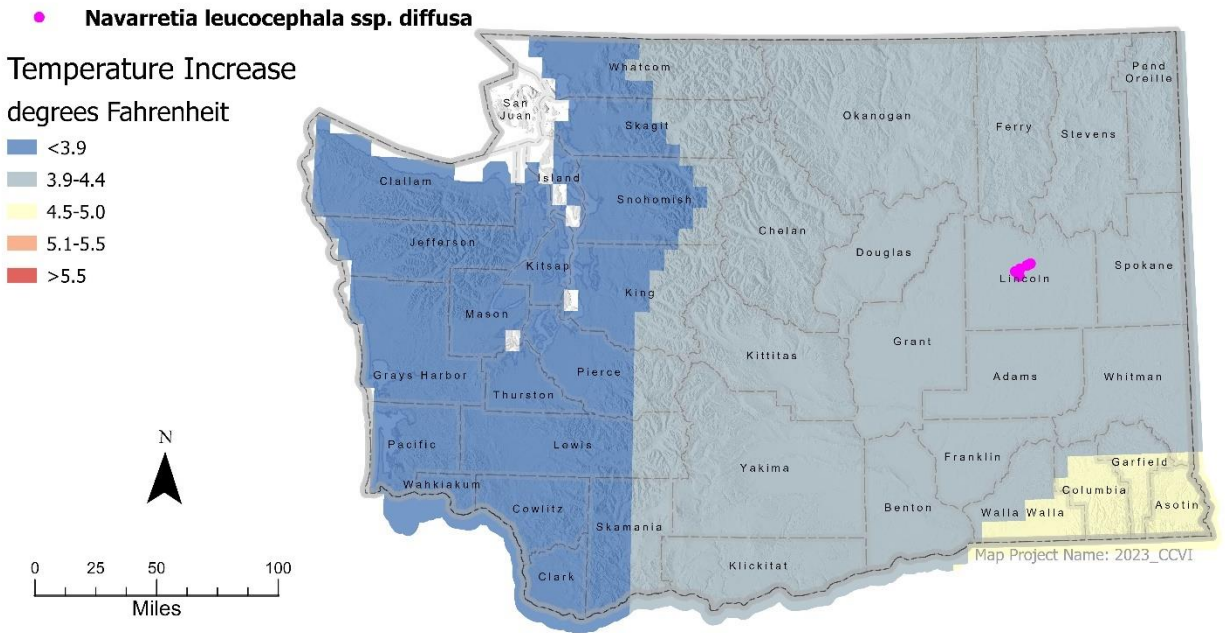 Navarretia leucocephala ssp. diffusa
Temperature Increase
degrees Fahrenheit
<3.9
3.9-4.4
4.5-5.0
5.1-5.5
>5.5
Whatcom
Pend
Oreille
San
Juan
Okanogan
Ferry
Stevens
Skagit
Island
Clallam
Snohomish
Chelan
Jefferson
Douglas
Kitsap
Lincoln
Spokane
King
Mason
Grant
Kittitas
Grays Harbor
Pierce
Adams
Whitman
Thurston
Pacific
Lewis
Yakima
Franklin
Garfield
Wahkiakum
Columbia
Asotin
Cowlitz
Skamania
Benton
Walla Walla
Clark
Klickitat
Map Project Name: 2023_CCVI
N
0 25 50 100
Miles